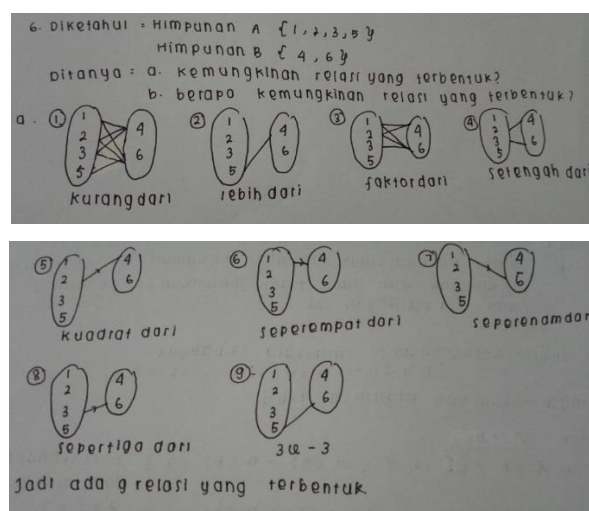 6. Diketahui = Himpunan A {1, 2, 3, 5}
Himpunan B { 4, 6}
Ditanya = a. kemungkinan relasi yang terbentuk?
b. berapa kemungkinan relasi yang terbentuk?
a. ① 1 2 3 5 4 6 ② 1 2 3 5 4 6 ③ 1 2 3 5 4 6 ④ 1 2 3 5 4 6
kurang dari lebih dari faktor dari setengah dari
⑤ 1 2 3 5 4 6 ⑥ 1 2 3 5 4 6 ⑦ 1 2 3 5 4 6
kuadrat dari seperempat dari seperenam dar
⑧ 1 2 3 5 4 6 ⑨ 1 2 3 5 4 6
sepertiga dari 3x - 3
Jadi ada 9 relasi yang terbentuk.